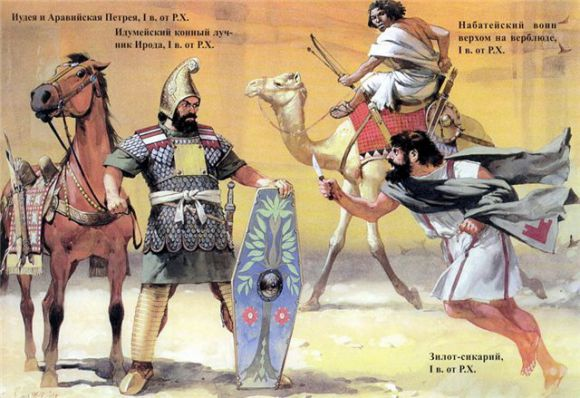 Иудея и Аравийская Петрея, I в. от Р.Х.
Идумейский конный луч-
ник Ирода, I в. от Р.Х.
Набатейский воин
верхом на верблюде,
I в. от Р.Х.
Зилот-сикарий,
I в. от Р.Х.